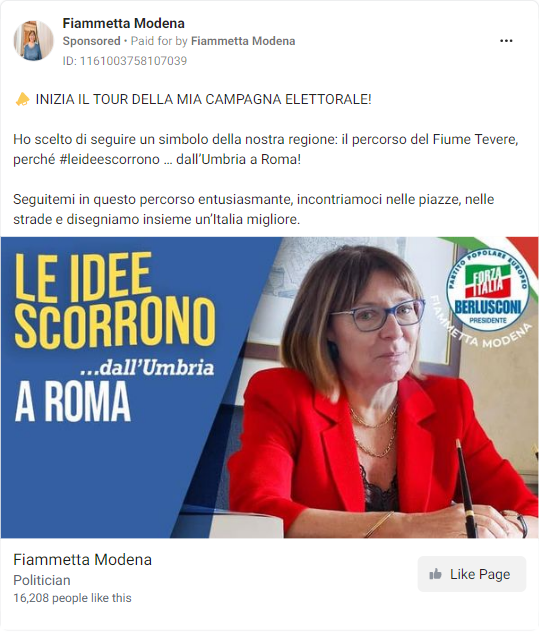 Fiammetta Modena
Sponsored • Paid for by Fiammetta Modena
ID: 1161003758107039
INIZIA IL TOUR DELLA MIA CAMPAGNA ELETTORALE!
Ho scelto di seguire un simbolo della nostra regione: il percorso del Fiume Tevere,
perché #leideescorrono ... dall'Umbria a Roma!
Seguitemi in questo percorso entusiasmante, incontriamoci nelle piazze, nelle
strade e disegniamo insieme un'Italia migliore.
LE IDEE
SCORRONO
...dall'Umbria
A ROMA
PARTITO POPOLARE EUROPEO
FORZA
ITALIA
BERLUSCONI
PRESIDENTE
FIAMMETTA MODENA
Fiammetta Modena
Politician
16,208 people like this
Like Page